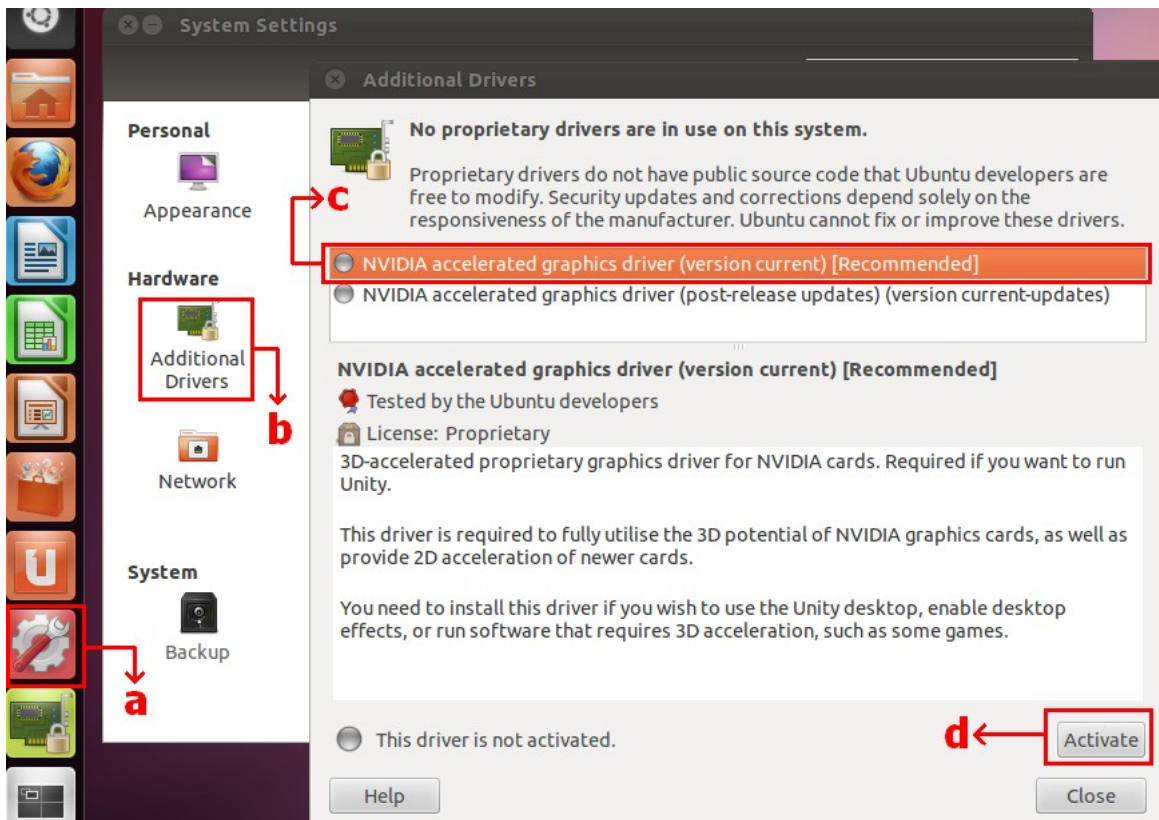 System Settings
Additional Drivers
Personal
Appearance
Hardware
Additional
Drivers
b
Network
System
Backup
a
No proprietary drivers are in use on this system.
Proprietary drivers do not have public source code that Ubuntu developers are
free to modify. Security updates and corrections depend solely on the
responsiveness of the manufacturer. Ubuntu cannot fix or improve these drivers.
c
NVIDIA accelerated graphics driver (version current) [Recommended]
NVIDIA accelerated graphics driver (post-release updates) (version current-updates)
NVIDIA accelerated graphics driver (version current) [Recommended]
Tested by the Ubuntu developers
License: Proprietary
3D-accelerated proprietary graphics driver for NVIDIA cards. Required if you want to run
Unity.
This driver is required to fully utilise the 3D potential of NVIDIA graphics cards, as well as
provide 2D acceleration of newer cards.
You need to install this driver if you wish to use the Unity desktop, enable desktop
effects, or run software that requires 3D acceleration, such as some games.
This driver is not activated.
d
Activate
Help
Close